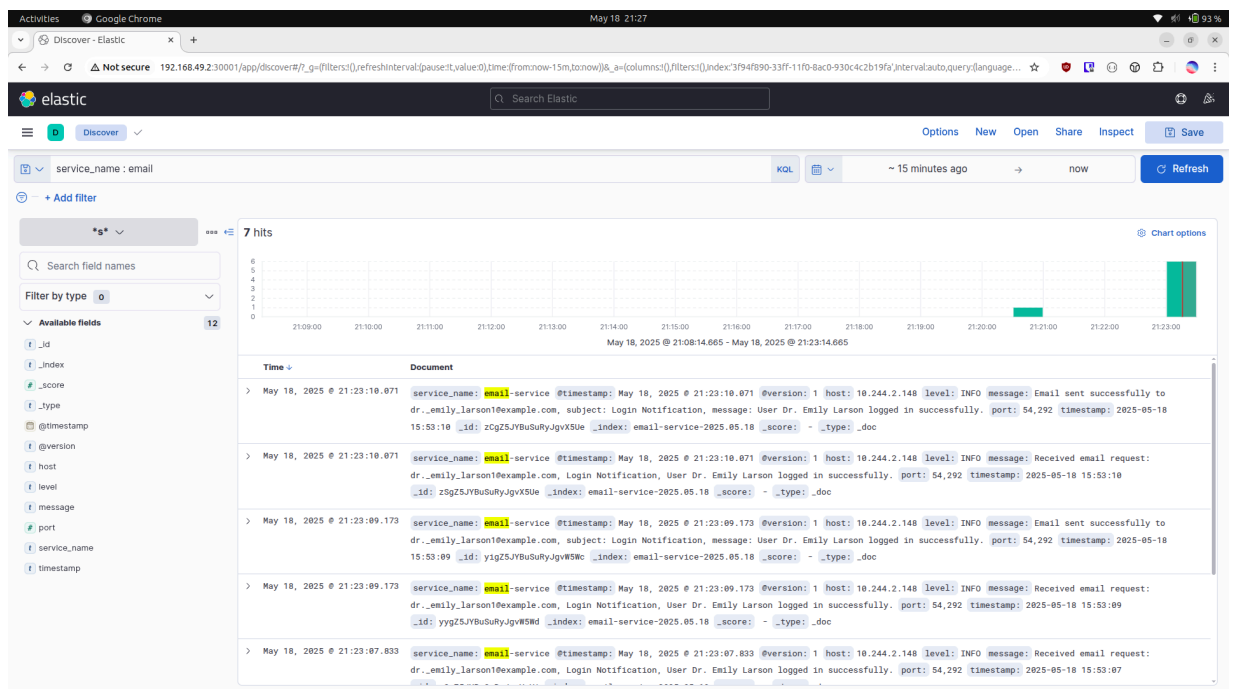 Activities Google Chrome May 18 21:27 93 %
Discover - Elastic
Not secure 192.168.49.2:30001/app/discover#/?_g=(filters:!(),refreshInterval:(pause:!t,value:0),time:(from:now-15m,to:now))&_a=(columns:!(),filters:!(),index:'3f94f890-33ff-11f0-8ac0-930c4c2b19fa',interval:auto,query:(language...
elastic Search Elastic
D Discover Options New Open Share Inspect Save
service_name : email KQL ~ 15 minutes ago → now Refresh
+ Add filter
*s* 7 hits Chart options
Search field names
Filter by type 0
Available fields 12
_id
_index
_score
_type
@timestamp
@version
host
level
message
port
service_name
timestamp
6
5
4
3
2
1
0
21:09:00 21:10:00 21:11:00 21:12:00 21:13:00 21:14:00 21:15:00 21:16:00 21:17:00 21:18:00 21:19:00 21:20:00 21:21:00 21:22:00 21:23:00
May 18, 2025 @ 21:08:14.665 - May 18, 2025 @ 21:23:14.665
Time Document
May 18, 2025 @ 21:23:10.071 service_name: email-service @timestamp: May 18, 2025 @ 21:23:10.071 @version: 1 host: 10.244.2.148 level: INFO message: Email sent successfully to
dr._emily_larson1@example.com, subject: Login Notification, message: User Dr. Emily Larson logged in successfully. port: 54,292 timestamp: 2025-05-18
15:53:10 _id: zCgZ5JYBuSuRyJgvX5Ue _index: email-service-2025.05.18 _score: - _type: _doc
May 18, 2025 @ 21:23:10.071 service_name: email-service @timestamp: May 18, 2025 @ 21:23:10.071 @version: 1 host: 10.244.2.148 level: INFO message: Received email request:
dr._emily_larson1@example.com, Login Notification, User Dr. Emily Larson logged in successfully. port: 54,292 timestamp: 2025-05-18 15:53:10
_id: zSgZ5JYBuSuRyJgvX5Ue _index: email-service-2025.05.18 _score: - _type: _doc
May 18, 2025 @ 21:23:09.173 service_name: email-service @timestamp: May 18, 2025 @ 21:23:09.173 @version: 1 host: 10.244.2.148 level: INFO message: Email sent successfully to
dr._emily_larson1@example.com, subject: Login Notification, message: User Dr. Emily Larson logged in successfully. port: 54,292 timestamp: 2025-05-18
15:53:09 _id: yigZ5JYBuSuRyJgvW5Wc _index: email-service-2025.05.18 _score: - _type: _doc
May 18, 2025 @ 21:23:09.173 service_name: email-service @timestamp: May 18, 2025 @ 21:23:09.173 @version: 1 host: 10.244.2.148 level: INFO message: Received email request:
dr._emily_larson1@example.com, Login Notification, User Dr. Emily Larson logged in successfully. port: 54,292 timestamp: 2025-05-18 15:53:09
_id: yygZ5JYBuSuRyJgvW5Wd _index: email-service-2025.05.18 _score: - _type: _doc
May 18, 2025 @ 21:23:07.833 service_name: email-service @timestamp: May 18, 2025 @ 21:23:07.833 @version: 1 host: 10.244.2.148 level: INFO message: Received email request:
dr._emily_larson1@example.com, Login Notification, User Dr. Emily Larson logged in successfully. port: 54,292 timestamp: 2025-05-18 15:53:07